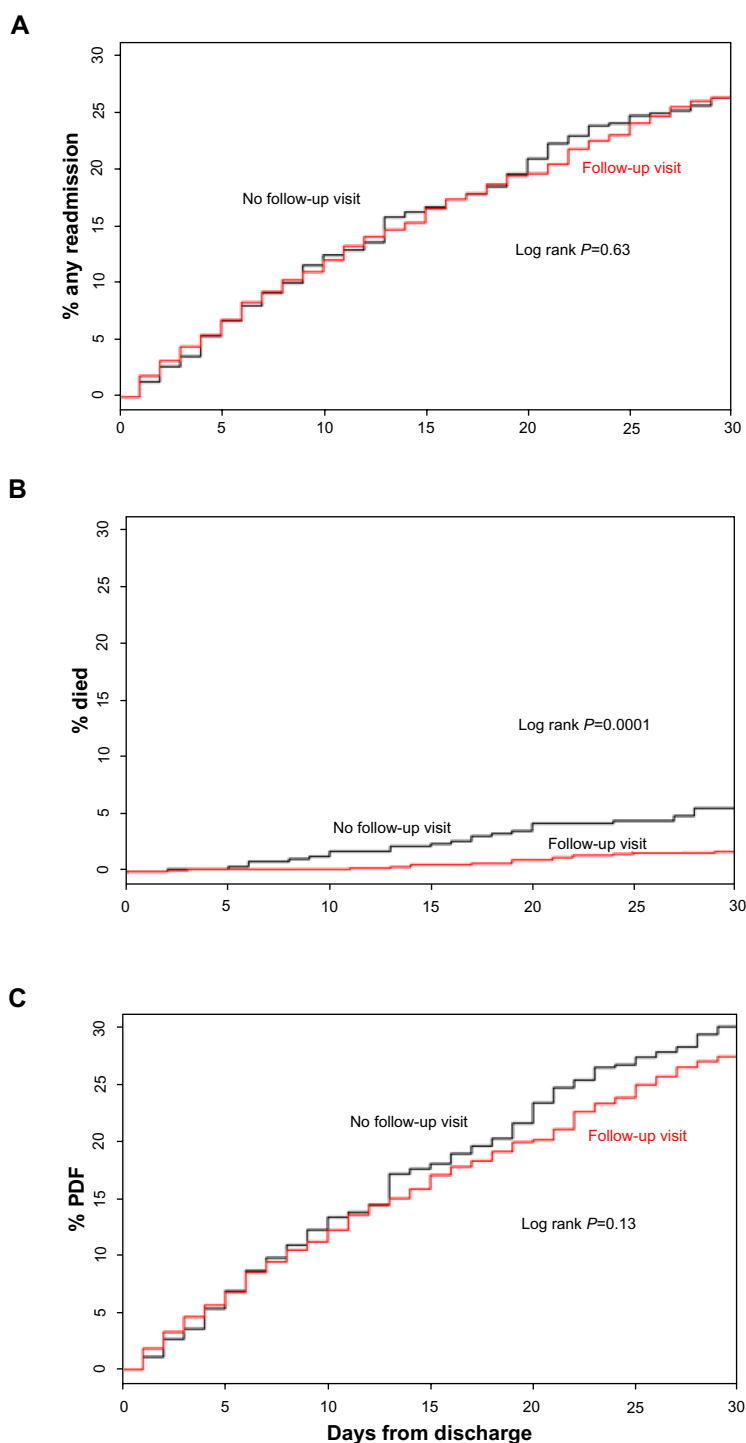 A
30
25
20
15
10
5
0
% any readmission
No follow-up visit
Follow-up visit
Log rank P=0.63
0 5 10 15 20 25 30
B
30
25
20
15
10
5
0
% died
Log rank P=0.0001
No follow-up visit
Follow-up visit
0 5 10 15 20 25 30
C
30
25
20
15
10
5
0
% PDF
No follow-up visit
Follow-up visit
Log rank P=0.13
0 5 10 15 20 25 30
Days from discharge